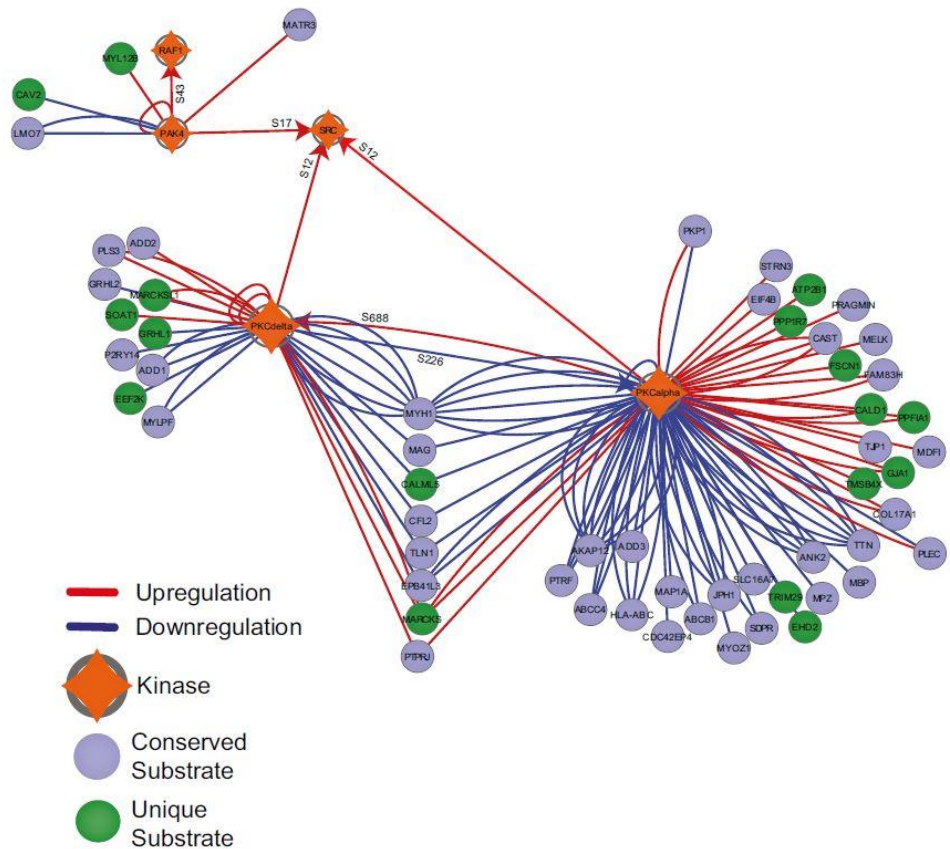 MATR3
RAF1
MYL12B
CAV2
S43
LMO7
PAK4
S17
SRC
S12
S12
PKP1
ADD2
PLS3
STRN3
GRHL2
ATP2B1
MARCKSL1
EIF4B
PRAGMIN
SOAT1
PPP1R7
PKCdelta
S688
GRHL1
CAST
MELK
P2RY14
S226
FSCN1
ADD1
FAM83H
PKCalpha
EEF2K
MYH1
CALD1
PPFIA1
MYLPF
MAG
TJP1
MDFI
GJA1
CALML5
TMSB4X
COL17A1
CFL2
TTN
PLEC
AKAP12
ADD3
TLN1
ANK2
PTRF
SLC16A7
MBP
EPB41L3
MAP1A
JPH1
TRIM29
MPZ
ABCC4
HLA-ABC
ABCB1
MARCKS
SDPR
EHD2
CDC42EP4
MYOZ1
PTPRJ
Upregulation
Downregulation
Kinase
Conserved
Substrate
Unique
Substrate